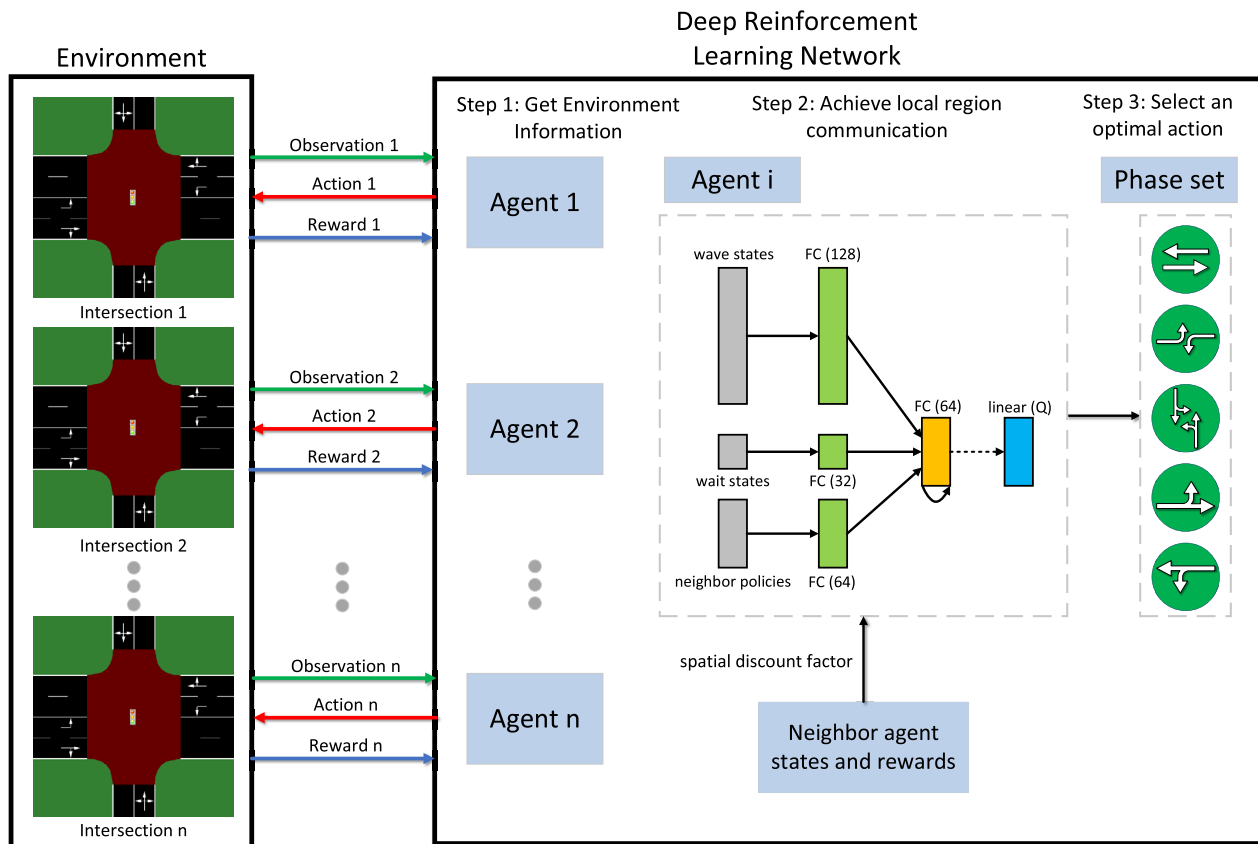 Deep Reinforcement
Learning Network
Environment
Step 1: Get Environment
Information
Step 2: Achieve local region
communication
Step 3: Select an
optimal action
Observation 1
Action 1
Reward 1
Agent 1
Agent i
Phase set
Intersection 1
wave states
FC (128)
Observation 2
Action 2
Reward 2
Agent 2
FC (64)
linear (Q)
wait states
FC (32)
Intersection 2
neighbor policies
FC (64)
spatial discount factor
Observation n
Action n
Reward n
Agent n
Neighbor agent
states and rewards
Intersection n